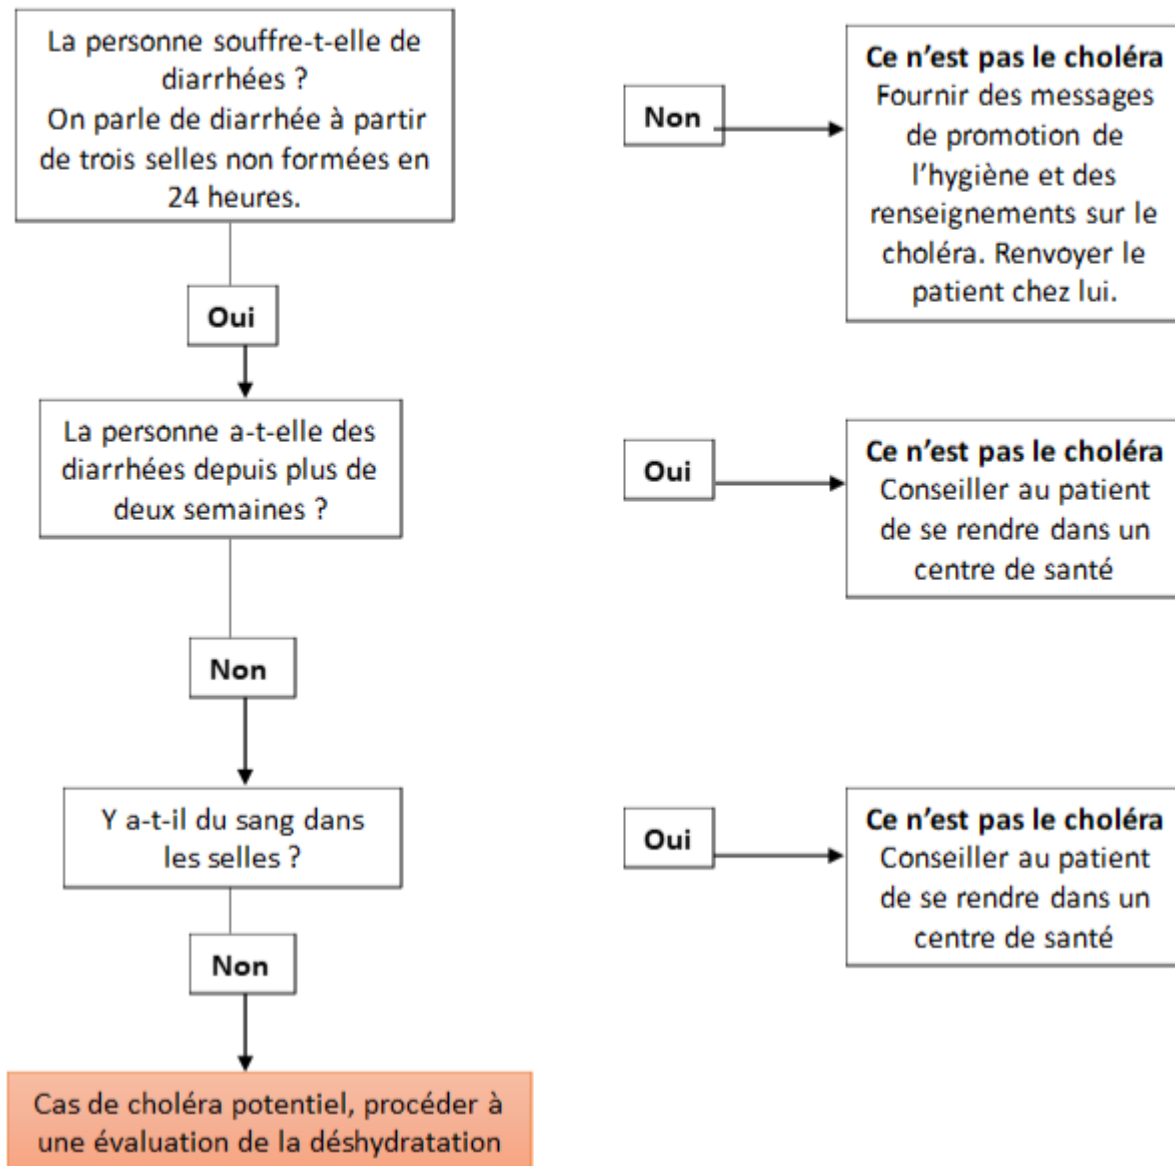 La personne souffre-t-elle de
diarrhées ?
On parle de diarrhée à partir
de trois selles non formées en
24 heures.
Non
Ce n’est pas le choléra
Fournir des messages
de promotion de
l’hygiène et des
renseignements sur le
choléra. Renvoyer le
patient chez lui.
Oui
La personne a-t-elle des
diarrhées depuis plus de
deux semaines ?
Oui
Ce n’est pas le choléra
Conseiller au patient
de se rendre dans un
centre de santé
Non
Y a-t-il du sang dans
les selles ?
Oui
Ce n’est pas le choléra
Conseiller au patient
de se rendre dans un
centre de santé
Non
Cas de choléra potentiel, procéder à
une évaluation de la déshydratation